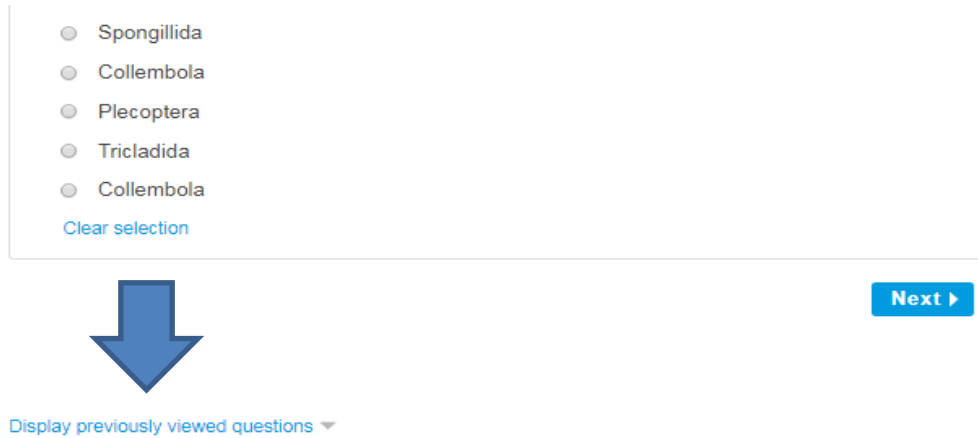 Spongillida
Collembola
Plecoptera
Tricladida
Collembola
Clear selection
Next
Display previously viewed questions